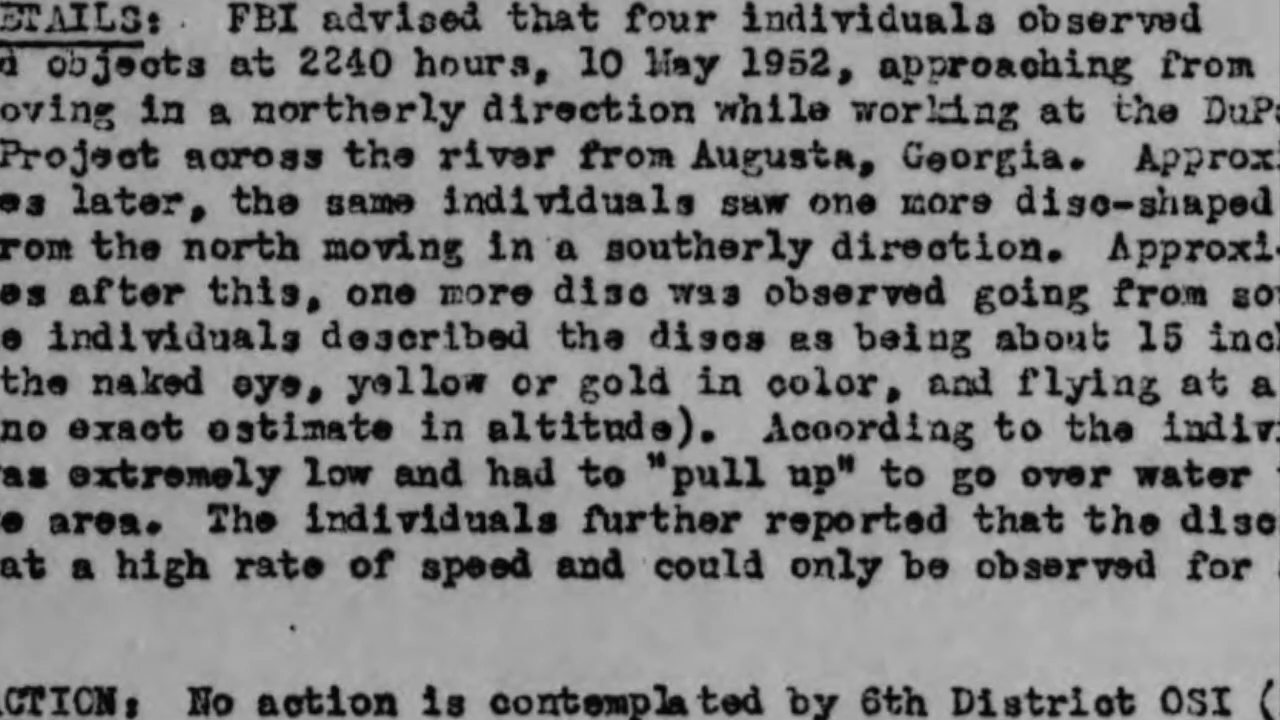 ETAILS: FBI advised that four individuals observed
d objects at 2240 hours, 10 May 1952, approaching from
oving in a northerly direction while working at the DuP
Project across the river from Augusta, Georgia. Approxi
es later, the same individuals saw one more disc-shaped
rom the north moving in a southerly direction. Approxi-
es after this, one more disc was observed going from so
e individuals described the discs as being about 15 inc
the naked eye, yellow or gold in color, and flying at a
no exact estimate in altitude). According to the indiv
as extremely low and had to "pull up" to go over water
e area. The individuals further reported that the disc
at a high rate of speed and could only be observed for
CTION: No action is contemplated by 6th District OSI (